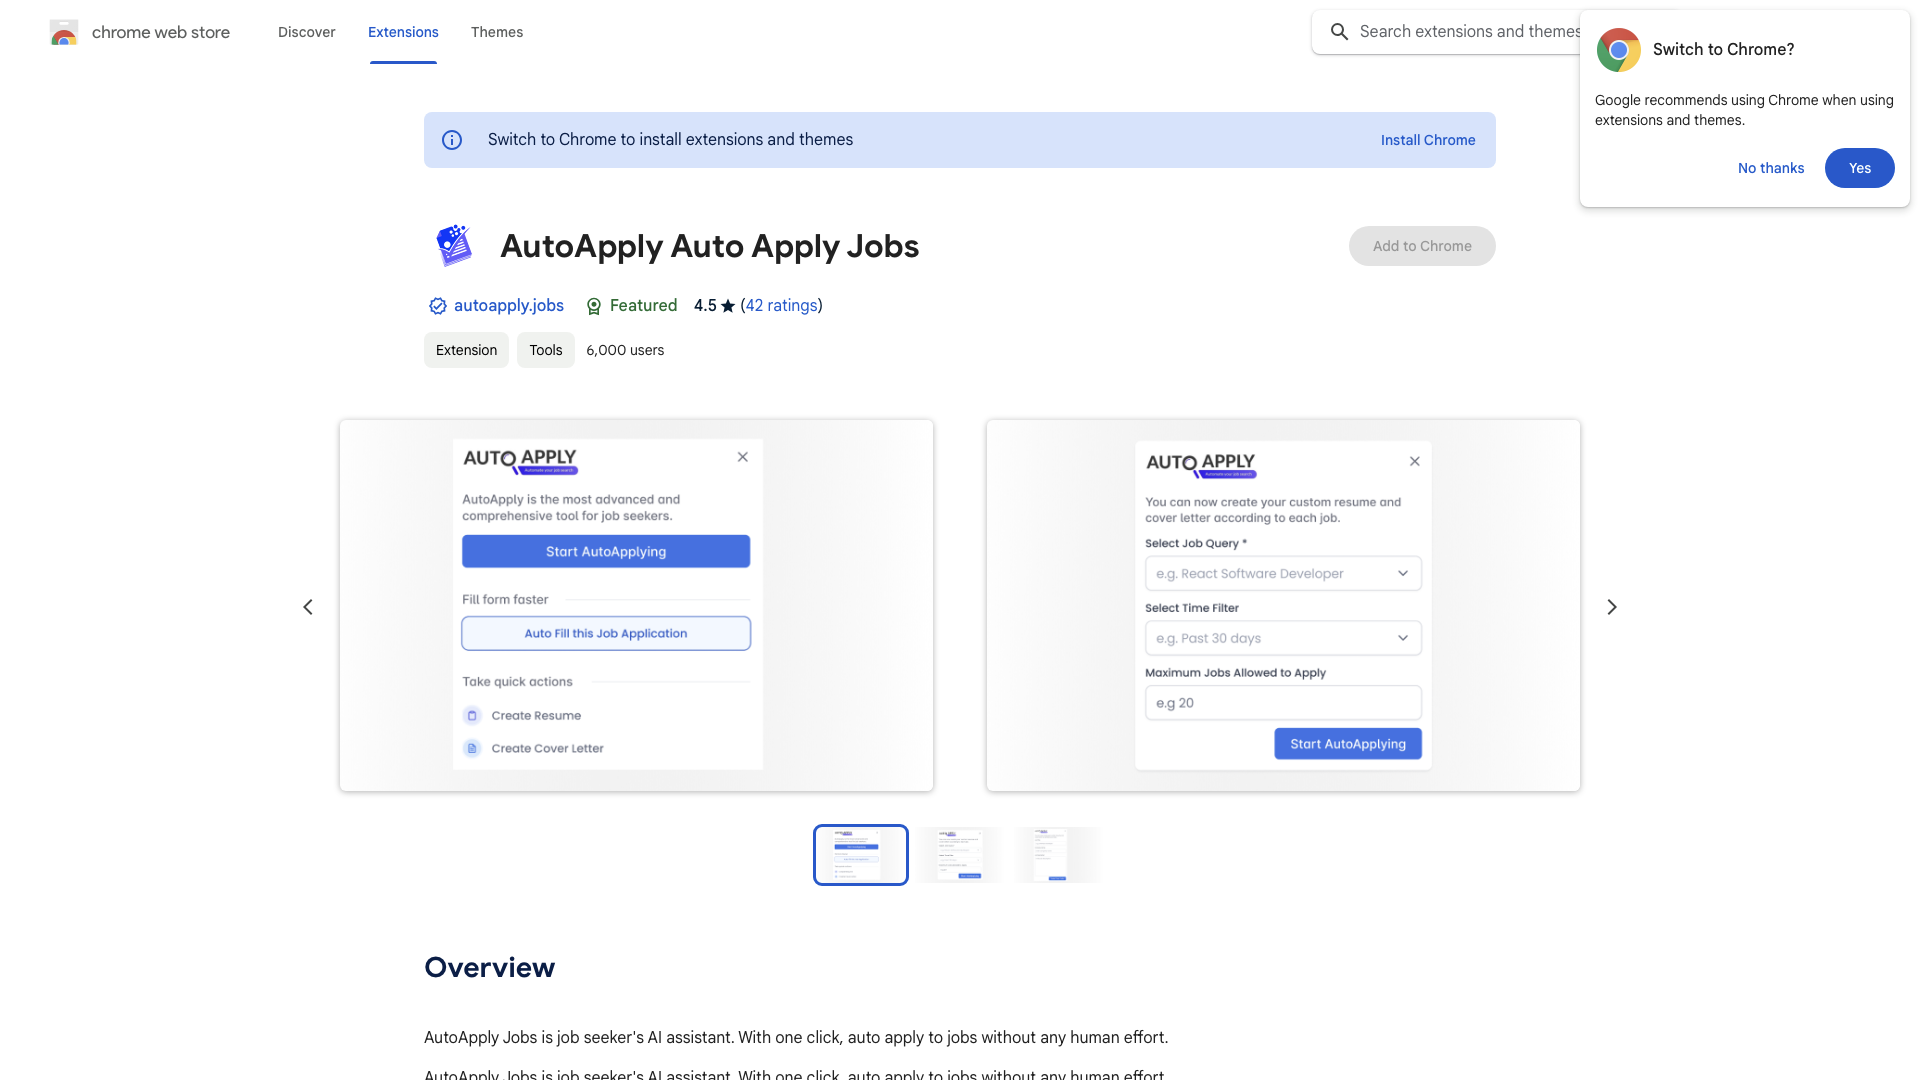 chrome web store
Discover
Extensions
Themes
Search extensions and themes
Switch to Chrome?
Google recommends using Chrome when using
extensions and themes.
No thanks
Yes
Switch to Chrome to install extensions and themes
Install Chrome
AutoApply Auto Apply Jobs
Add to Chrome
autoapply.jobs
Featured
4.5 ★ (42 ratings)
Extension
Tools
6,000 users
AUTO APPLY
Automate your job search
AutoApply is the most advanced and
comprehensive tool for job seekers.
Start AutoApplying
Fill form faster
Auto Fill this Job Application
Take quick actions
Create Resume
Create Cover Letter
AUTO APPLY
Automate your job search
You can now create your custom resume and
cover letter according to each job.
Select Job Query *
e.g. React Software Developer
Select Time Filter
e.g. Past 30 days
Maximum Jobs Allowed to Apply
e.g 20
Start AutoApplying
Overview
AutoApply Jobs is job seeker's AI assistant. With one click, auto apply to jobs without any human effort.
AutoApply Jobs is job seeker's AI assistant. With one click, auto apply to jobs without any human effort.